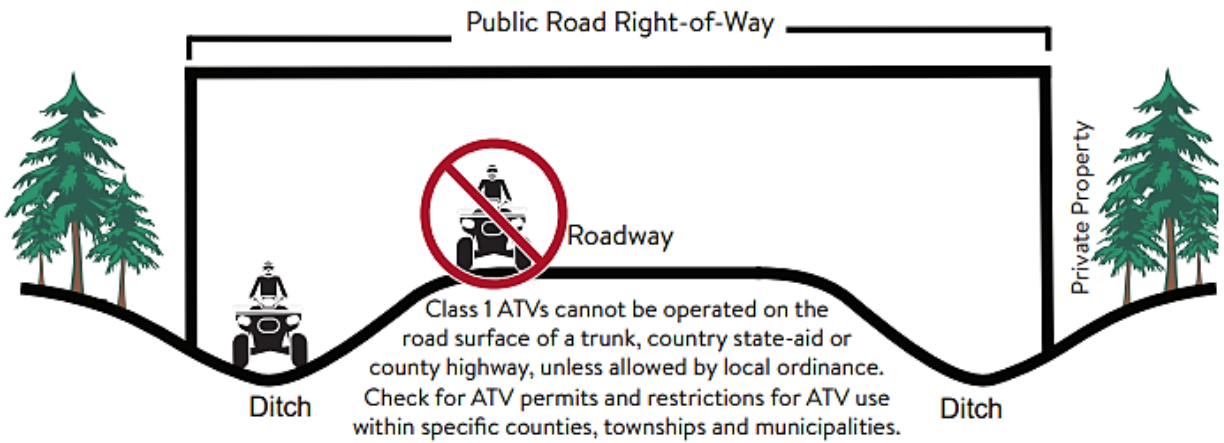 Public Road Right-of-Way
Private Property
Roadway
Class 1 ATVs cannot be operated on the
road surface of a trunk, country state-aid or
county highway, unless allowed by local ordinance.
Check for ATV permits and restrictions for ATV use
within specific counties, townships and municipalities.
Ditch
Ditch